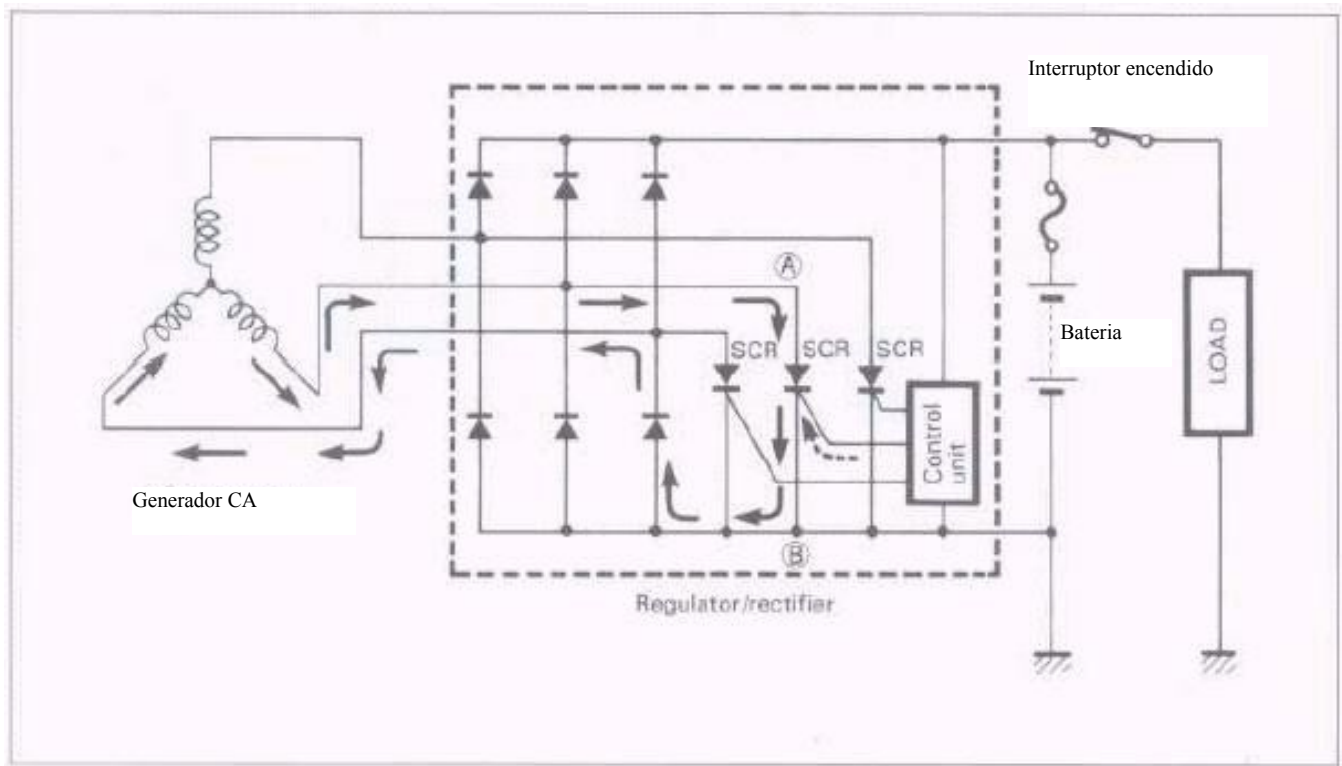 Interruptor encendido
A
SCR SCR SCR
Bateria
LOAD
Control
unit
Generador CA
B
Regulator/rectifier